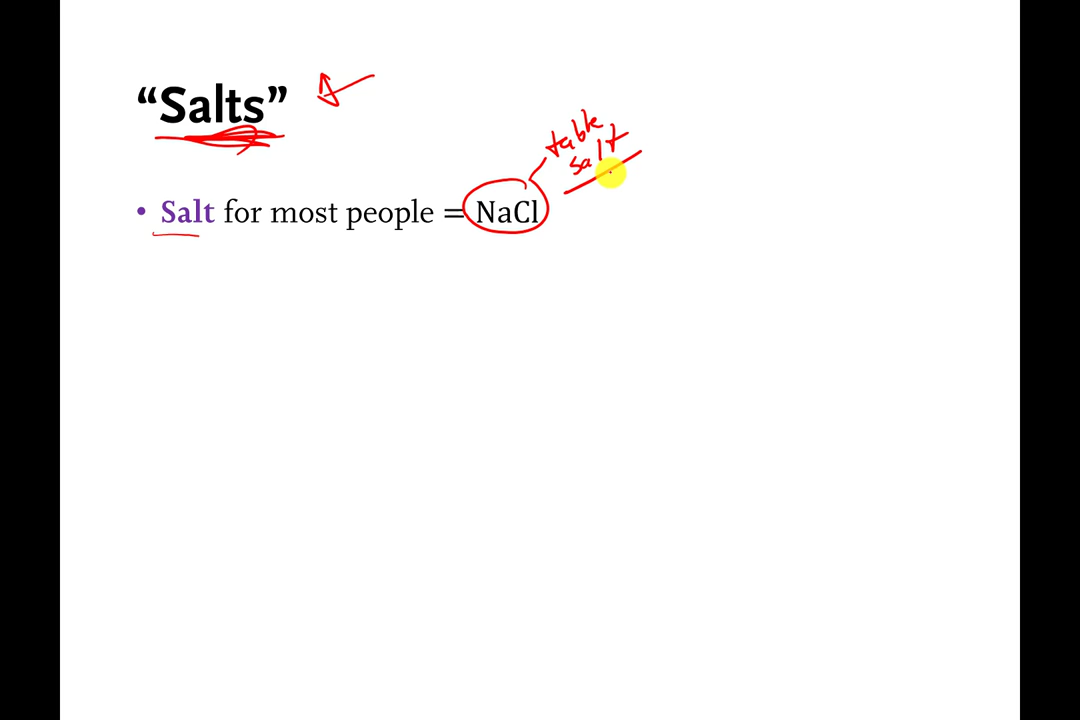 “Salts”
table
salt
• Salt for most people = NaCl